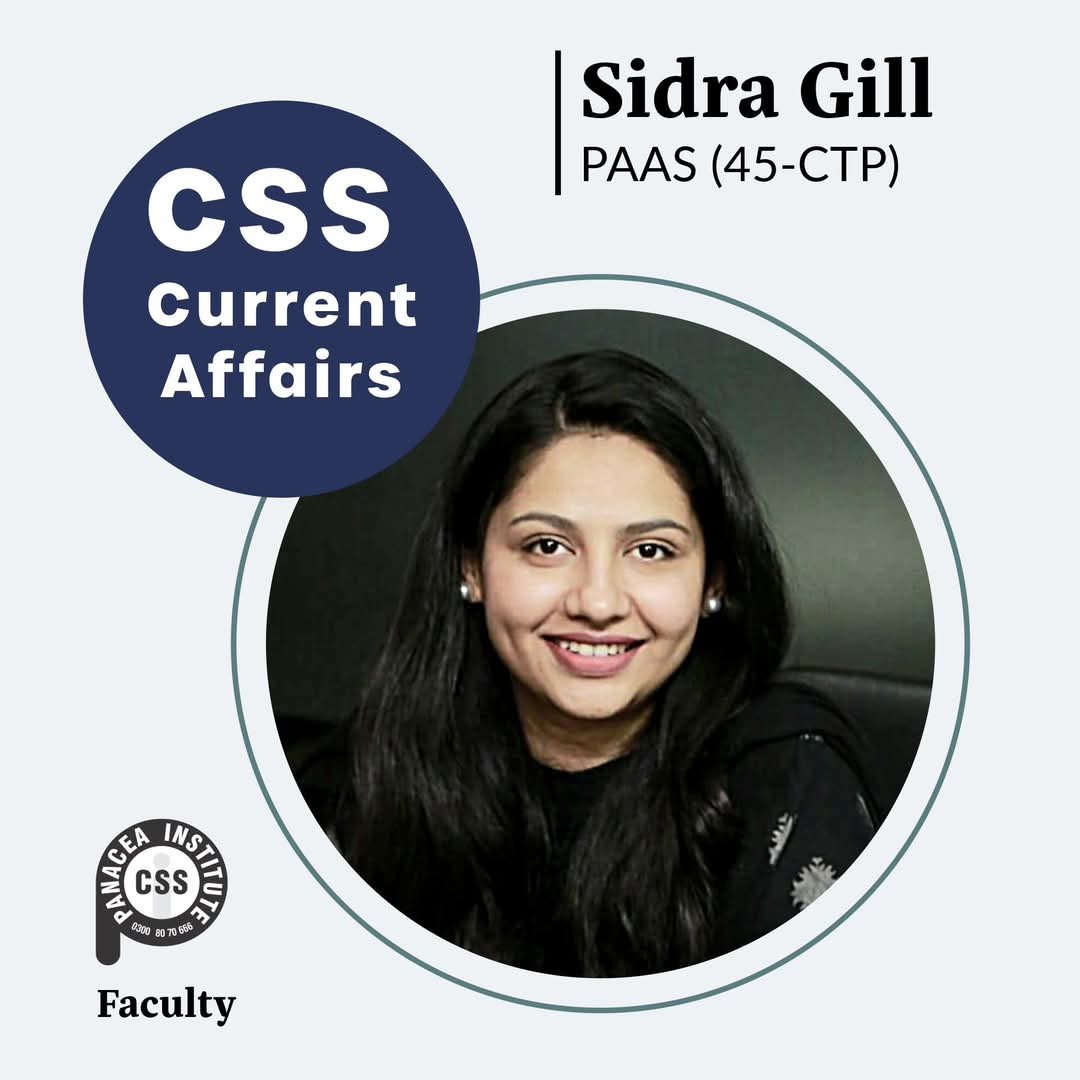 Sidra Gill
PAAS (45-CTP)
CSS
Current
Affairs
PANACEA INSTITUTE
CSS
0300 80 70 666
Faculty